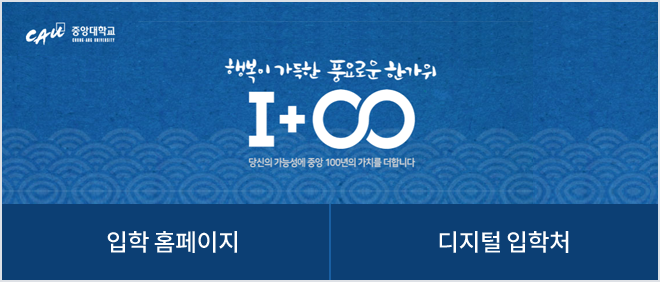 CAU 중앙대학교
CHUNG-ANG UNIVERSITY
행복이 가득한 풍요로운 한가위
I+∞
당신의 가능성에 중앙 100년의 가치를 더합니다
입학 홈페이지
디지털 입학처